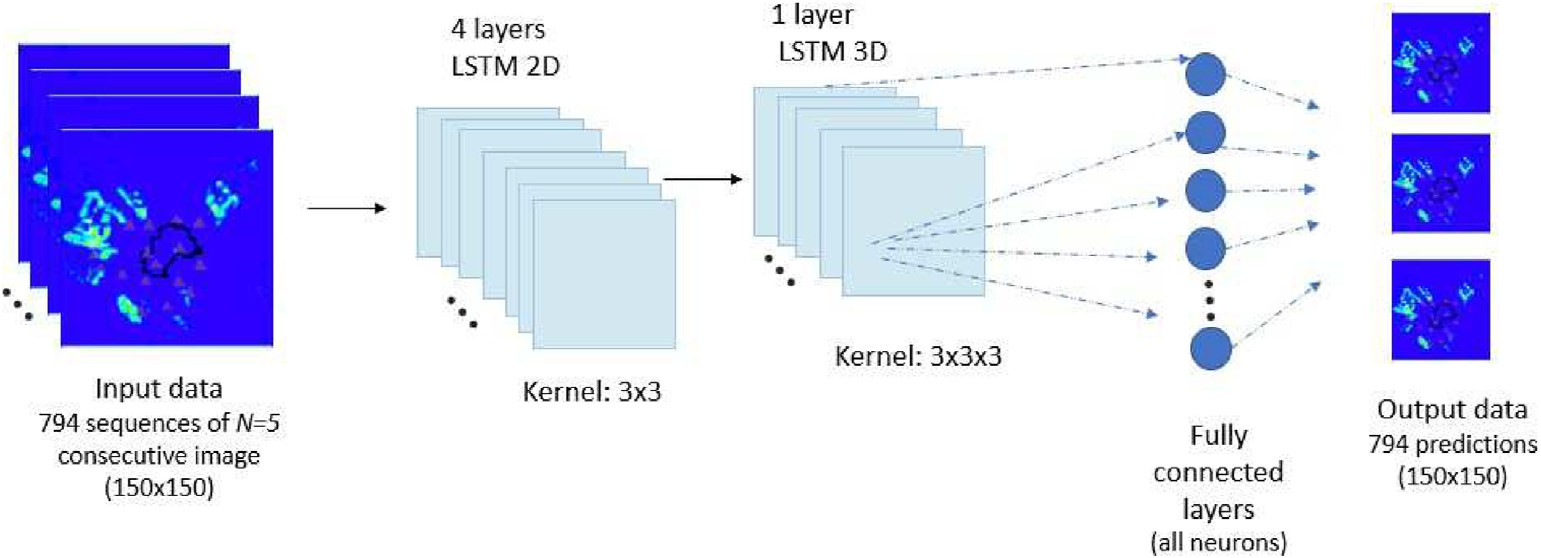 Input data
794 sequences of N=5
consecutive image
(150x150)
4 layers
LSTM 2D
Kernel: 3x3
1 layer
LSTM 3D
Kernel: 3x3x3
Fully
connected
layers
(all neurons)
Output data
794 predictions
(150x150)